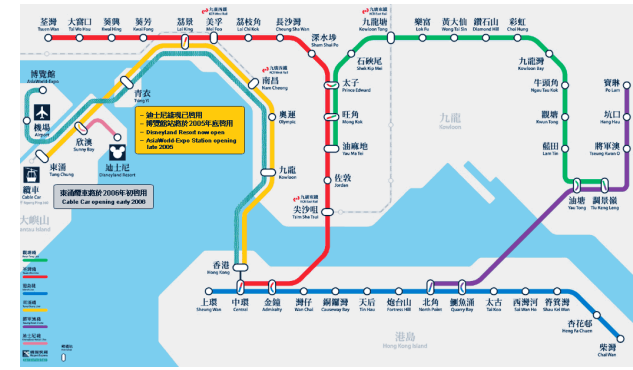 荃灣
Tsuen Wan
大窩口
Tai Wo Hau
葵興
Kwai Hing
葵芳
Kwai Fong
荔景
Lai King
美孚
Mei Foo
荔枝角
Lai Chi Kok
長沙灣
Cheung Sha Wan
深水埗
Sham Shui Po
九龍塘
Kowloon Tong
樂富
Lok Fu
黃大仙
Wong Tai Sin
鑽石山
Diamond Hill
彩虹
Choi Hung
石硤尾
Shek Kip Mei
九龍灣
Kowloon Bay
博覽館
AsiaWorld-Expo
機場
Airport
青衣
Tsing Yi
南昌
Nam Cheong
太子
Prince Edward
牛頭角
Ngau Tau Kok
寶琳
Po Lam
欣澳
Sunny Bay
迪士尼
Disneyland Resort
– 迪士尼綫現已啓用
– 博覽館站將於2005年底啓用
– Disneyland Resort now open
– AsiaWorld-Expo Station opening
late 2005
奧運
Olympic
旺角
Mong Kok
九龍
Kowloon
觀塘
Kwun Tong
坑口
Hang Hau
東涌
Tung Chung
油麻地
Yau Ma Tei
藍田
Lam Tin
將軍澳
Tseung Kwan O
纜車
Cable Car
九龍
Kowloon
佐敦
Jordan
東涌纜車將於2006年初啓用
Cable Car opening early 2006
尖沙咀
Tsim Sha Tsui
油塘
Yau Tong
調景嶺
Tiu Keng Leng
大嶼山
香港
Hong Kong
上環
Sheung Wan
中環
Central
金鐘
Admiralty
灣仔
Wan Chai
銅鑼灣
Causeway Bay
天后
Tin Hau
炮台山
Fortress Hill
北角
North Point
鰂魚涌
Quarry Bay
太古
Tai Koo
西灣河
Sai Wan Ho
筲箕灣
Shau Kei Wan
杏花邨
Heng Fa Chuen
柴灣
Chai Wan
港島
Hong Kong Island